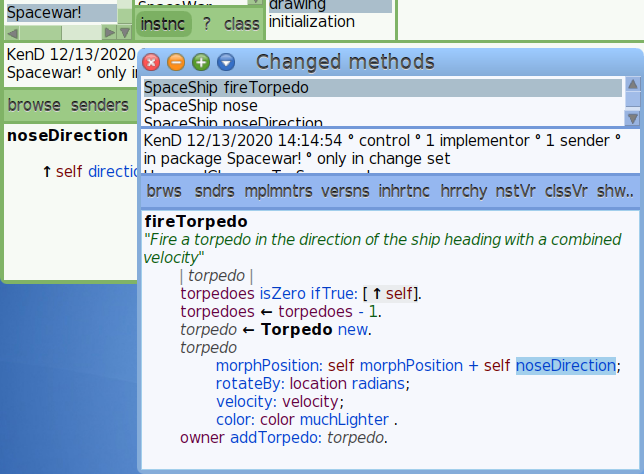 Spacewar!
SpaceWar
drawing
initialization
instnc ? class
KenD 12/13/2020
Spacewar! ° only in
browse senders
noseDirection
↑ self directio
Changed methods
SpaceShip fireTorpedo
SpaceShip nose
SpaceShip noseDirection
KenD 12/13/2020 14:14:54 ° control ° 1 implementor ° 1 sender °
in package Spacewar! ° only in change set
brws sndrs mplmntrs versns inhrtnc hrrchy nstVr clssVr shw..
fireTorpedo
"Fire a torpedo in the direction of the ship heading with a combined
velocity"
| torpedo |
torpedoes isZero ifTrue: [ ↑ self].
torpedoes ← torpedoes - 1.
torpedo ← Torpedo new.
torpedo
morphPosition: self morphPosition + self noseDirection;
rotateBy: location radians;
velocity: velocity;
color: color muchLighter .
owner addTorpedo: torpedo.